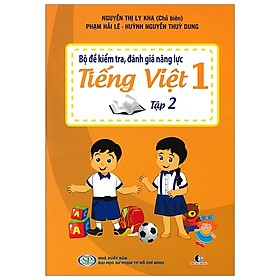 NGUYỄN THỊ LY KHA (Chủ biên)
PHẠM HẢI LÊ - HUỲNH NGUYỄN THUỲ DUNG
Bộ đề kiểm tra, đánh giá năng lực
Tiếng Việt 1
Tập 2
NHÀ XUẤT BẢN
ĐẠI HỌC SƯ PHẠM TP HỒ CHÍ MINH